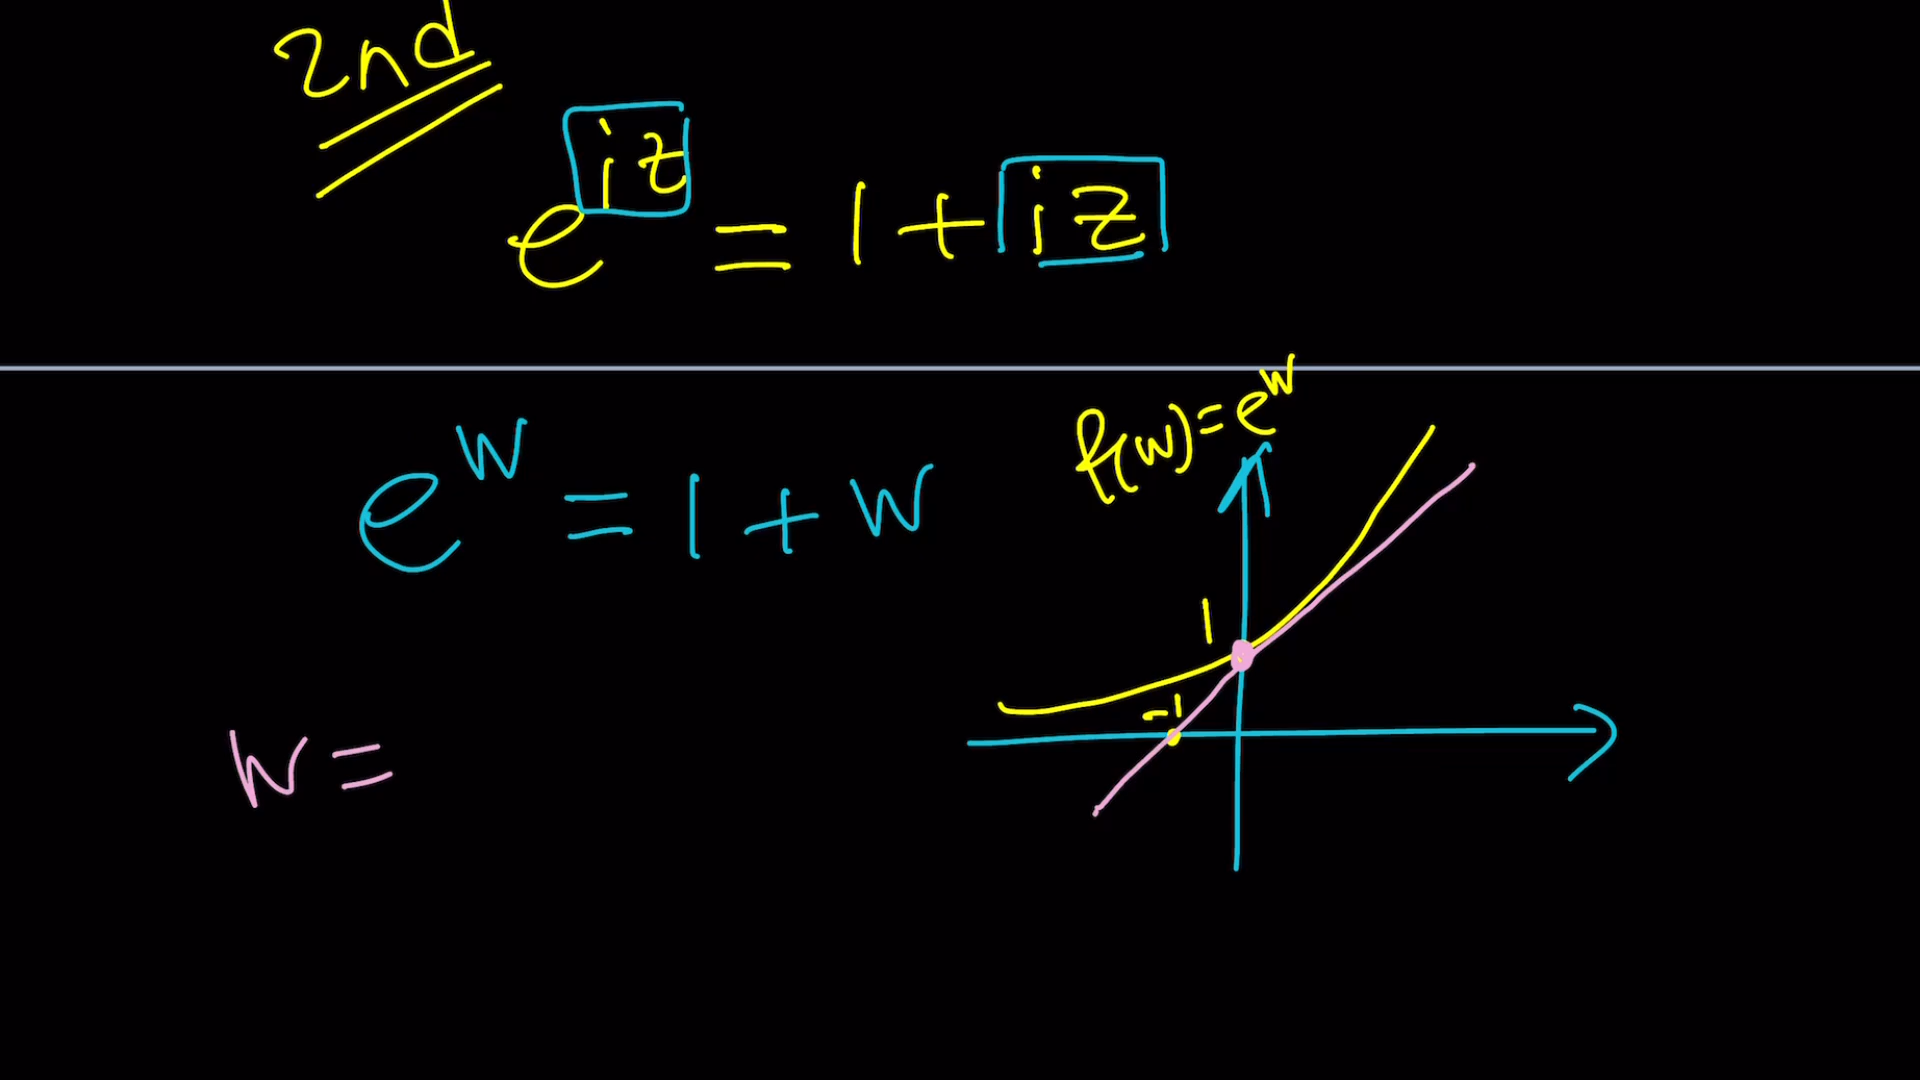 2nd
e^{iz} = 1 + iz
f(w) = e^w
e^w = 1 + w
1
-1
w =